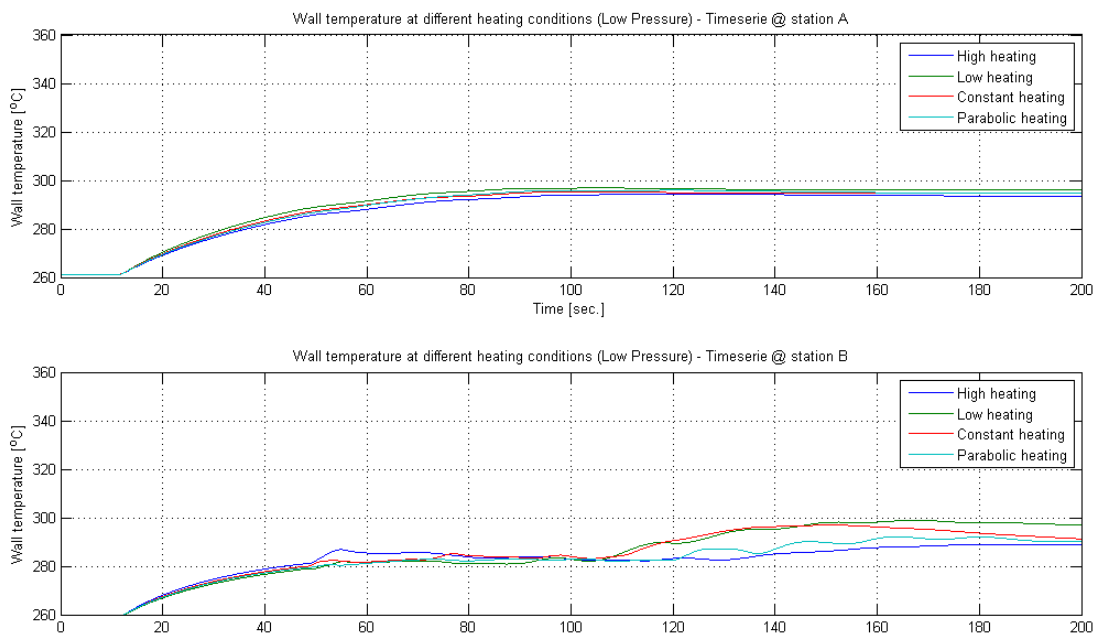 Wall temperature at different heating conditions (Low Pressure) - Timeserie @ station A
360
340
320
300
280
260
Wall temperature [°C]
High heating
Low heating
Constant heating
Parabolic heating
0 20 40 60 80 100 120 140 160 180 200
Time [sec.]
Wall temperature at different heating conditions (Low Pressure) - Timeserie @ station B
360
340
320
300
280
260
Wall temperature [°C]
High heating
Low heating
Constant heating
Parabolic heating
0 20 40 60 80 100 120 140 160 180 200